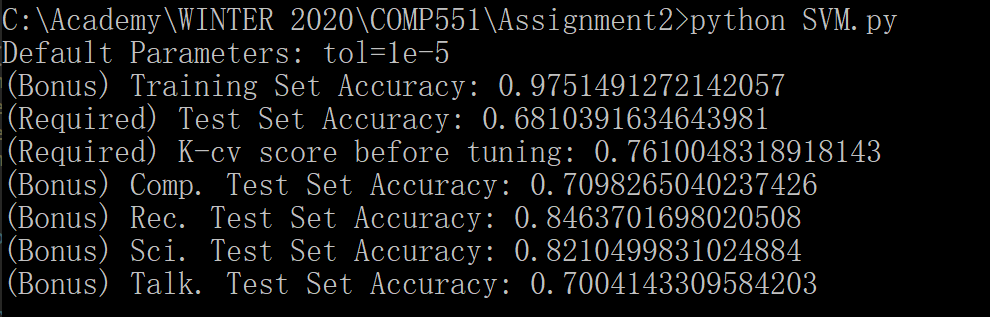 C:\Academy\WINTER 2020\COMP551\Assignment2>python SVM.py
Default Parameters: tol=1e-5
(Bonus) Training Set Accuracy: 0.9751491272142057
(Required) Test Set Accuracy: 0.6810391634643981
(Required) K-cv score before tuning: 0.7610048318918143
(Bonus) Comp. Test Set Accuracy: 0.7098265040237426
(Bonus) Rec. Test Set Accuracy: 0.8463701698020508
(Bonus) Sci. Test Set Accuracy: 0.8210499831024884
(Bonus) Talk. Test Set Accuracy: 0.7004143309584203